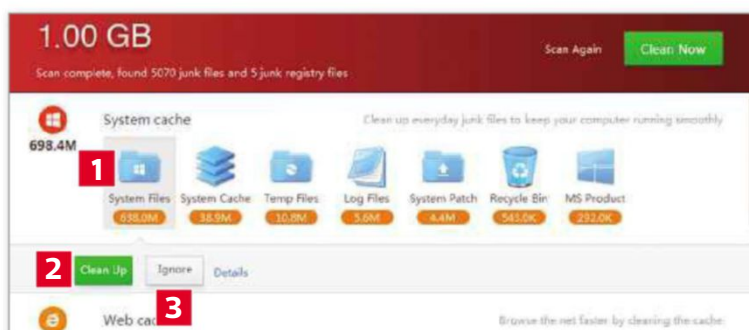 1.00 GB
Scan Again
Clean Now
Scan complete, found 5070 junk files and 5 junk registry files
System cache
Clean up everyday junk files to keep your computer running smoothly
698.4M
1
System Files
System Cache
Temp Files
Log Files
System Patch
Recycle Bin
MS Product
638.0M
38.9M
10.8M
5.6M
4.4M
543.0K
292.0K
2
Clean Up
Ignore
Details
3
Web
Browse the net faster by clearing the cache